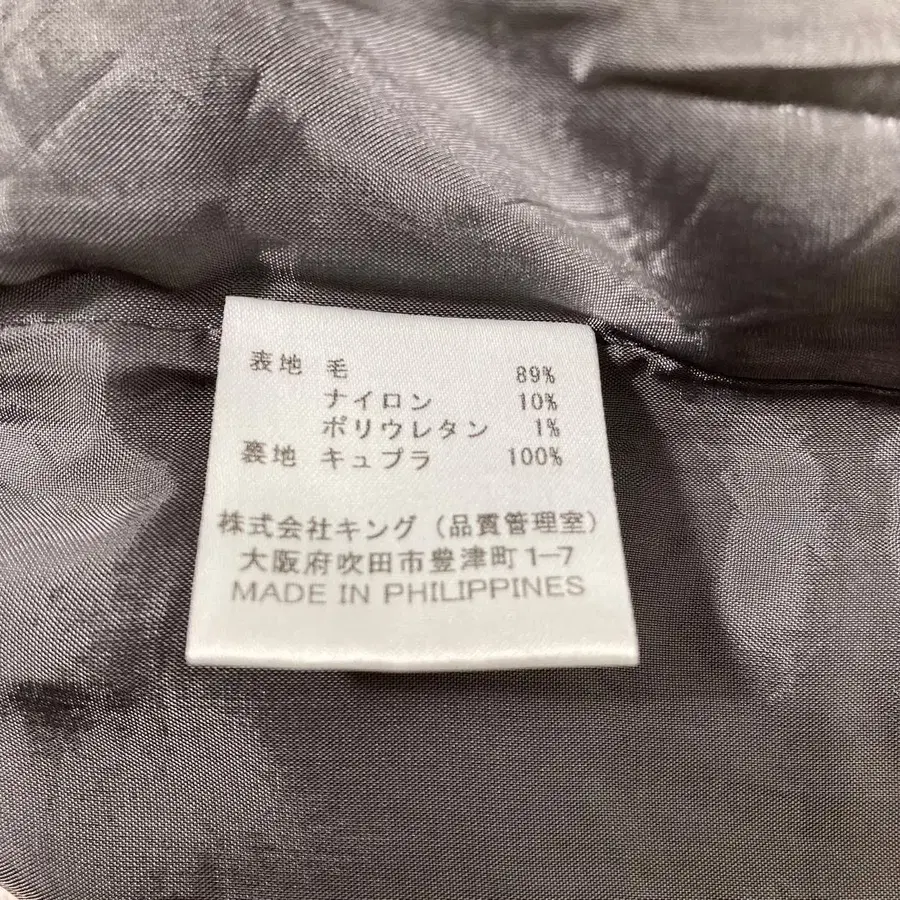 表地 毛 89%
ナイロン 10%
ポリウレタン 1%
裏地 キュプラ 100%
株式会社キング（品質管理室）
大阪府吹田市豊津町1−7
MADE IN PHILIPPINES